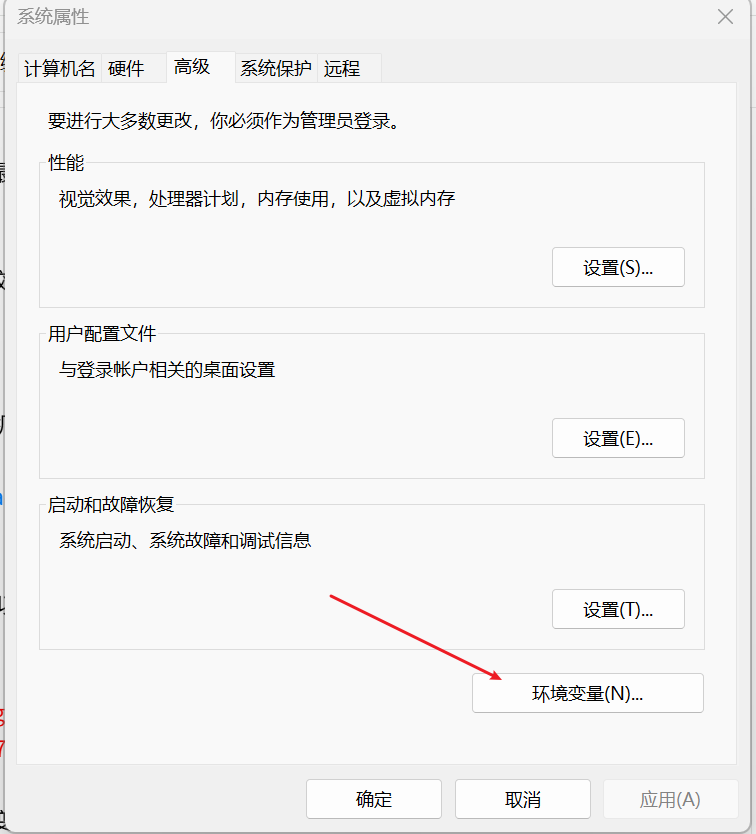 系统属性
计算机名 硬件 高级 系统保护 远程
要进行大多数更改，你必须作为管理员登录。
性能
视觉效果，处理器计划，内存使用，以及虚拟内存
设置(S)...
用户配置文件
与登录帐户相关的桌面设置
设置(E)...
启动和故障恢复
系统启动、系统故障和调试信息
设置(T)...
环境变量(N)...
确定 取消 应用(A)